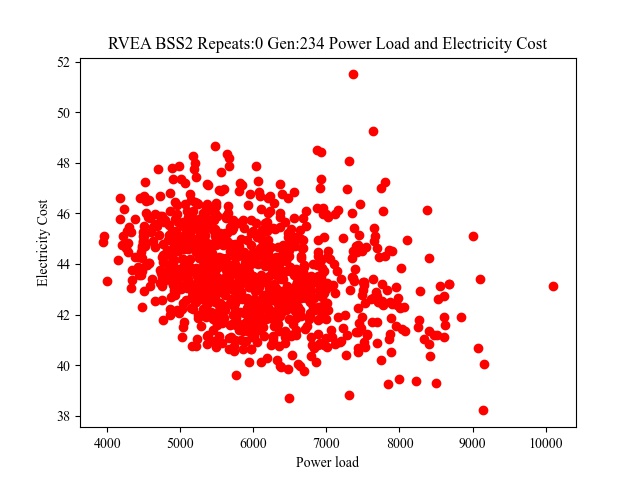 RVEA BSS2 Repeats:0 Gen:234 Power Load and Electricity Cost
52
50
48
46
44
42
40
38
Electricity Cost
4000 5000 6000 7000 8000 9000 10000
Power load